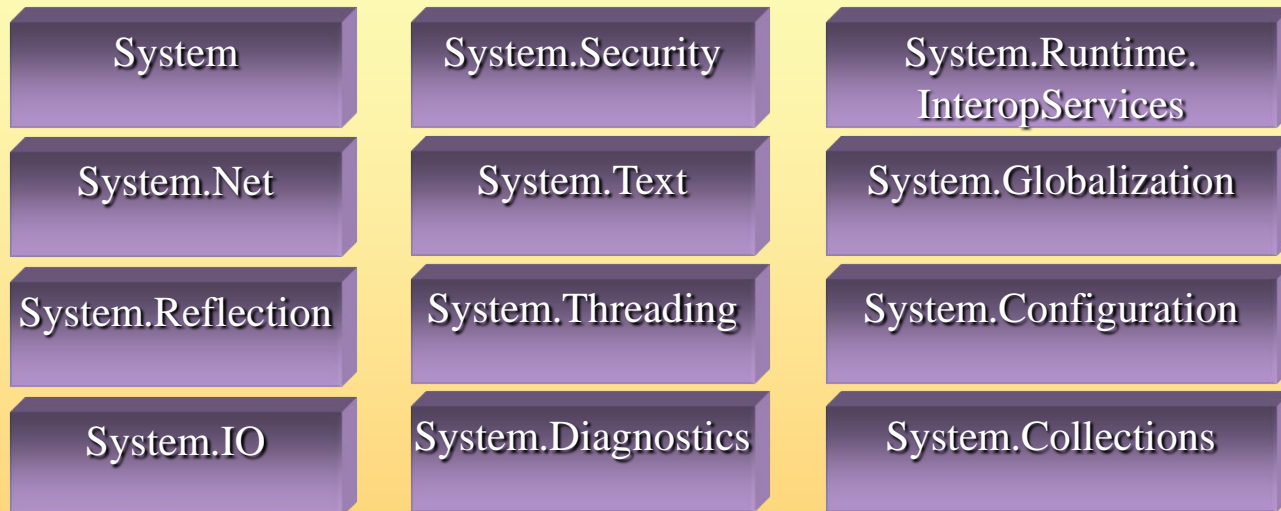 System
System.Security
System.Runtime.
InteropServices
System.Net
System.Text
System.Globalization
System.Reflection
System.Threading
System.Configuration
System.IO
System.Diagnostics
System.Collections